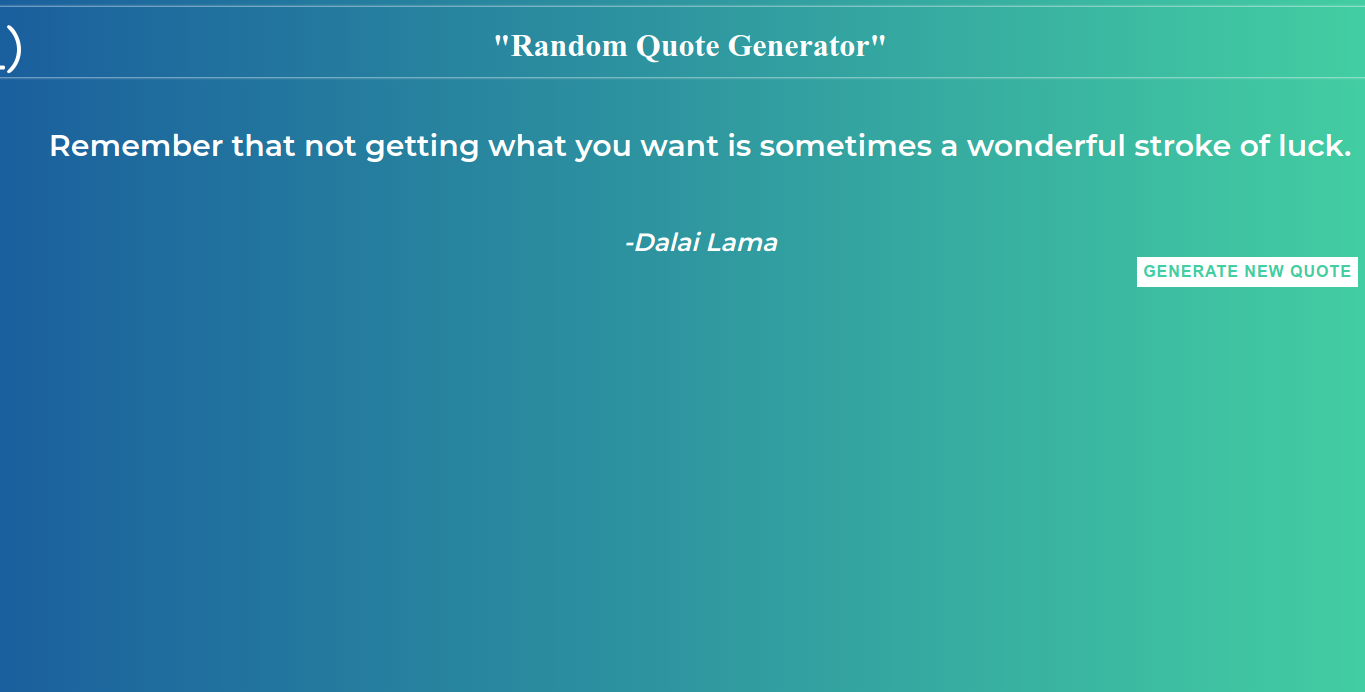 "Random Quote Generator"
Remember that not getting what you want is sometimes a wonderful stroke of luck.
-Dalai Lama
GENERATE NEW QUOTE